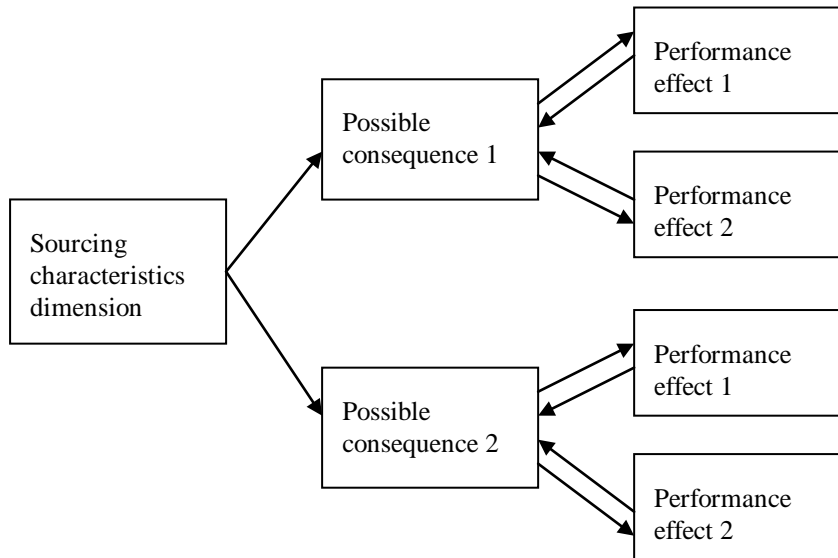 Sourcing
characteristics
dimension
Possible
consequence 1
Performance
effect 1
Performance
effect 2
Possible
consequence 2
Performance
effect 1
Performance
effect 2